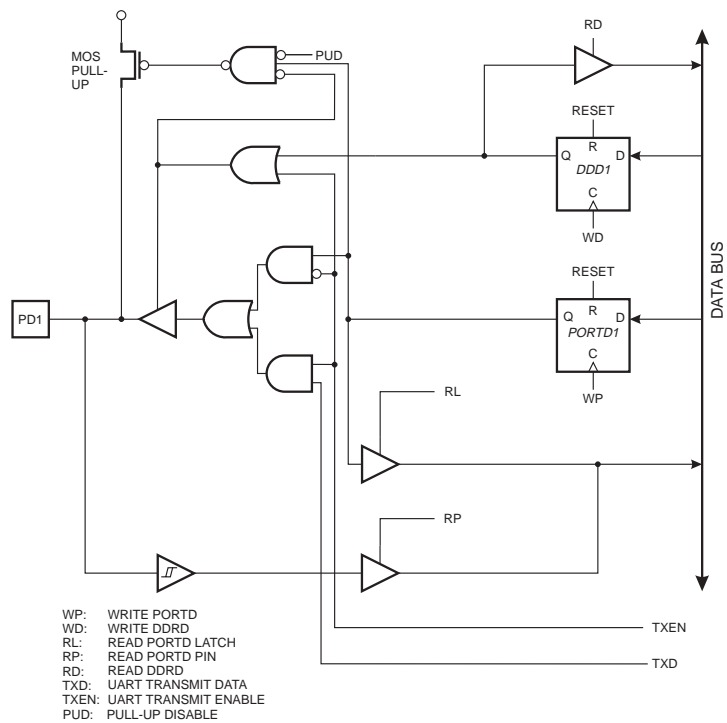 MOS
PULL-
UP
PUD
RD
RESET
Q R D
DDD1
C
WD
RESET
Q R D
PORTD1
C
WP
DATA BUS
PD1
RL
RP
TXEN
TXD
WP: WRITE PORTD
WD: WRITE DDRD
RL: READ PORTD LATCH
RP: READ PORTD PIN
RD: READ DDRD
TXD: UART TRANSMIT DATA
TXEN: UART TRANSMIT ENABLE
PUD: PULL-UP DISABLE